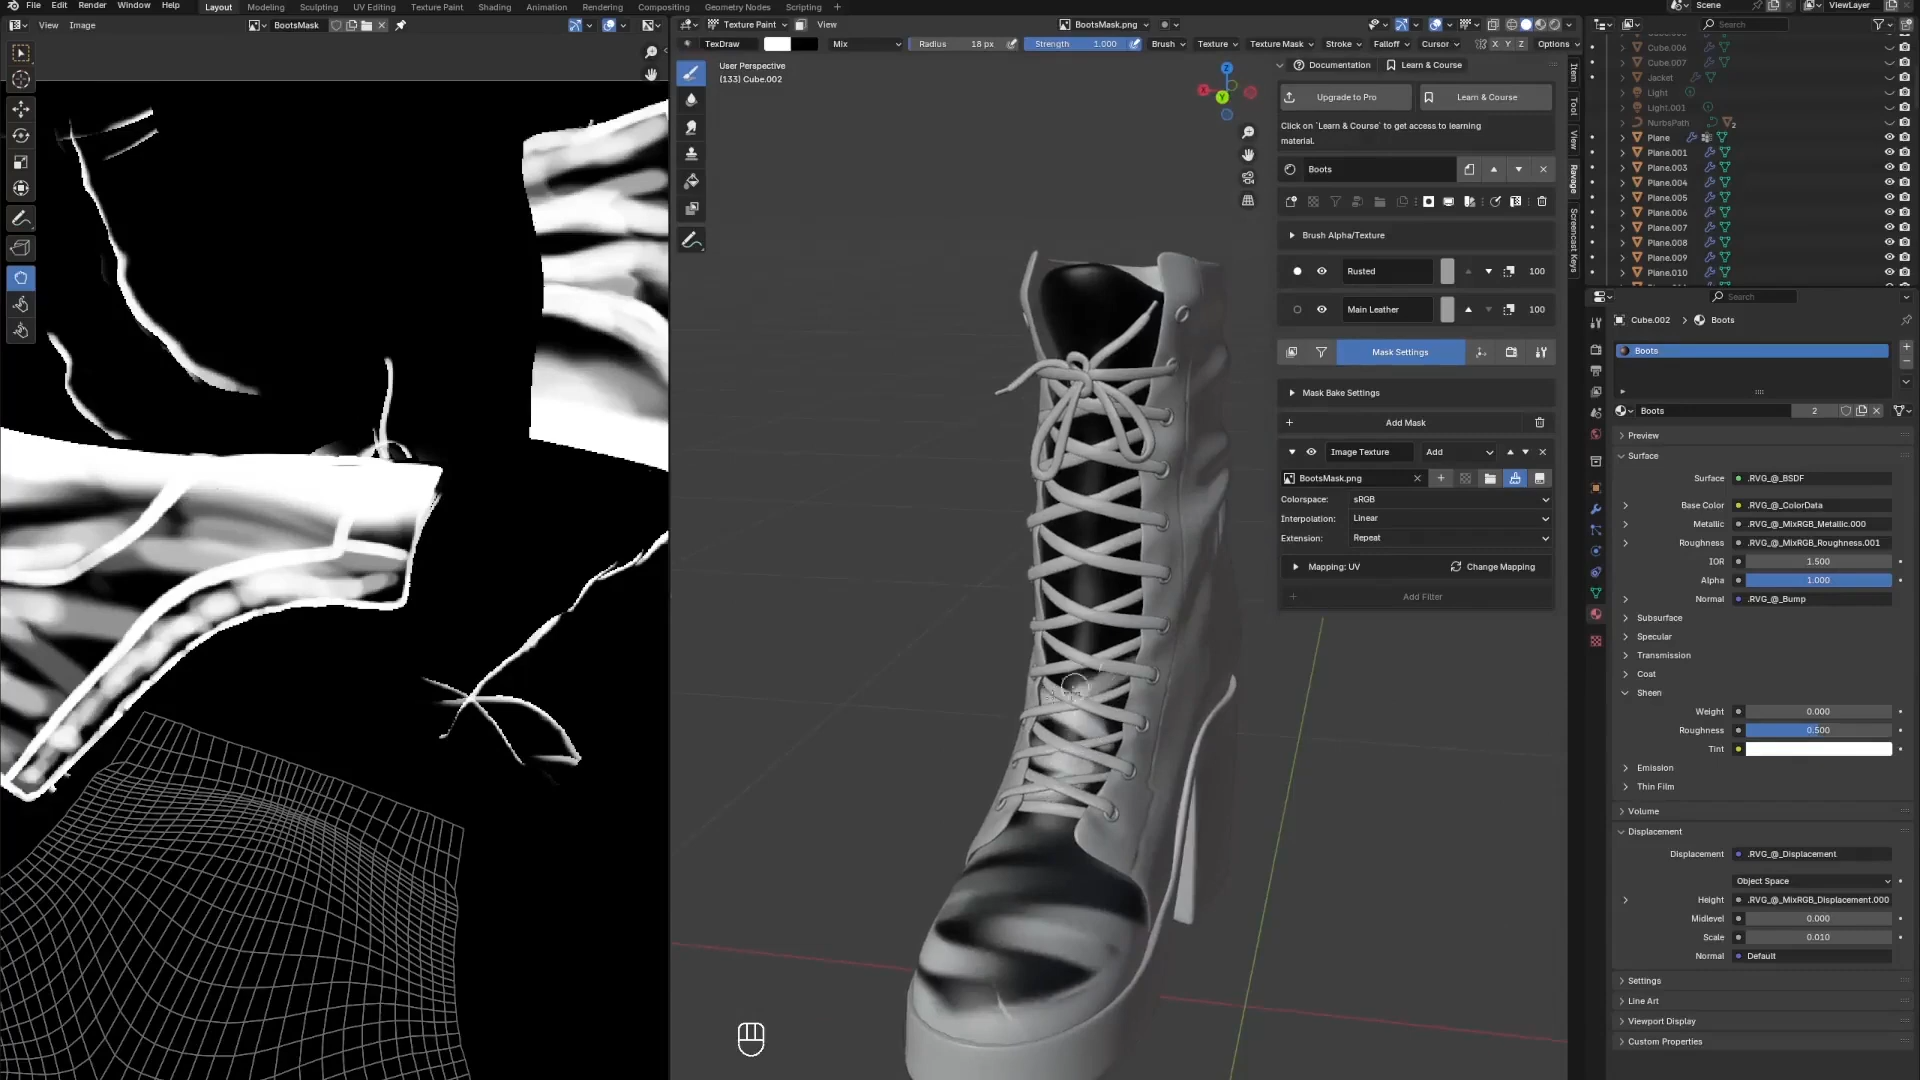 File Edit Render Window Help Layout Modeling Sculpting UV Editing Texture Paint Shading Animation Rendering Compositing Geometry Nodes Scripting + Scene ViewLayer
View Image BootsMask Texture Paint View BootsMask.png Search
TexDraw Mix Radius 18 px Strength 1.000 Brush Texture Texture Mask Stroke Falloff Cursor X Y Z Options
User Perspective
(133) Cube.002
Z
X
Y
Documentation Learn & Course
Upgrade to Pro Learn & Course
Click on `Learn & Course` to get access to learning
material.
Boots
Brush Alpha/Texture
Rusted 100
Main Leather 100
Mask Settings
Mask Bake Settings
Add Mask
Image Texture Add
BootsMask.png
Colorspace: sRGB
Interpolation: Linear
Extension: Repeat
Mapping: UV Change Mapping
Add Filter
Item
Tool
View
Ravage
Screencast Keys
Cube.006
Cube.007
Jacket
Light
Light.001
NurbsPath 2
Plane
Plane.001
Plane.003
Plane.004
Plane.005
Plane.006
Plane.007
Plane.008
Plane.009
Plane.010
Search
Cube.002 Boots
Boots
Boots 2
Preview
Surface
Surface .RVG_@_BSDF
Base Color .RVG_@_ColorData
Metallic .RVG_@_MixRGB_Metallic.000
Roughness .RVG_@_MixRGB_Roughness.001
IOR 1.500
Alpha 1.000
Normal .RVG_@_Bump
Subsurface
Specular
Transmission
Coat
Sheen
Weight 0.000
Roughness 0.500
Tint
Emission
Thin Film
Volume
Displacement
Displacement .RVG_@_Displacement
Object Space
Height .RVG_@_MixRGB_Displacement.000
Midlevel 0.000
Scale 0.010
Normal Default
Settings
Line Art
Viewport Display
Custom Properties